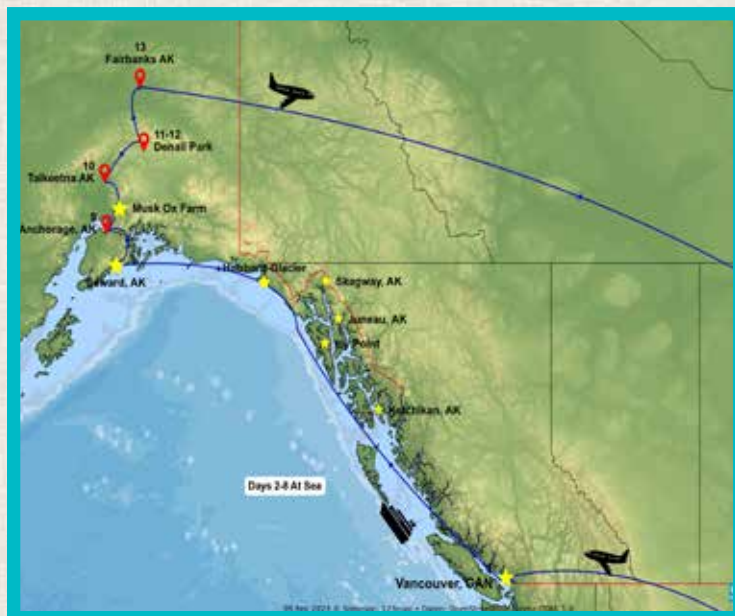 13
Fairbanks AK
11-12
Denali Park
10
Talkeetna AK
Musk Ox Farm
9
Anchorage, AK
Seward, AK
Hubbard Glacier
Skagway, AK
Juneau, AK
Icy Point
Ketchikan, AK
Days 2-8 At Sea
Vancouver, CAN